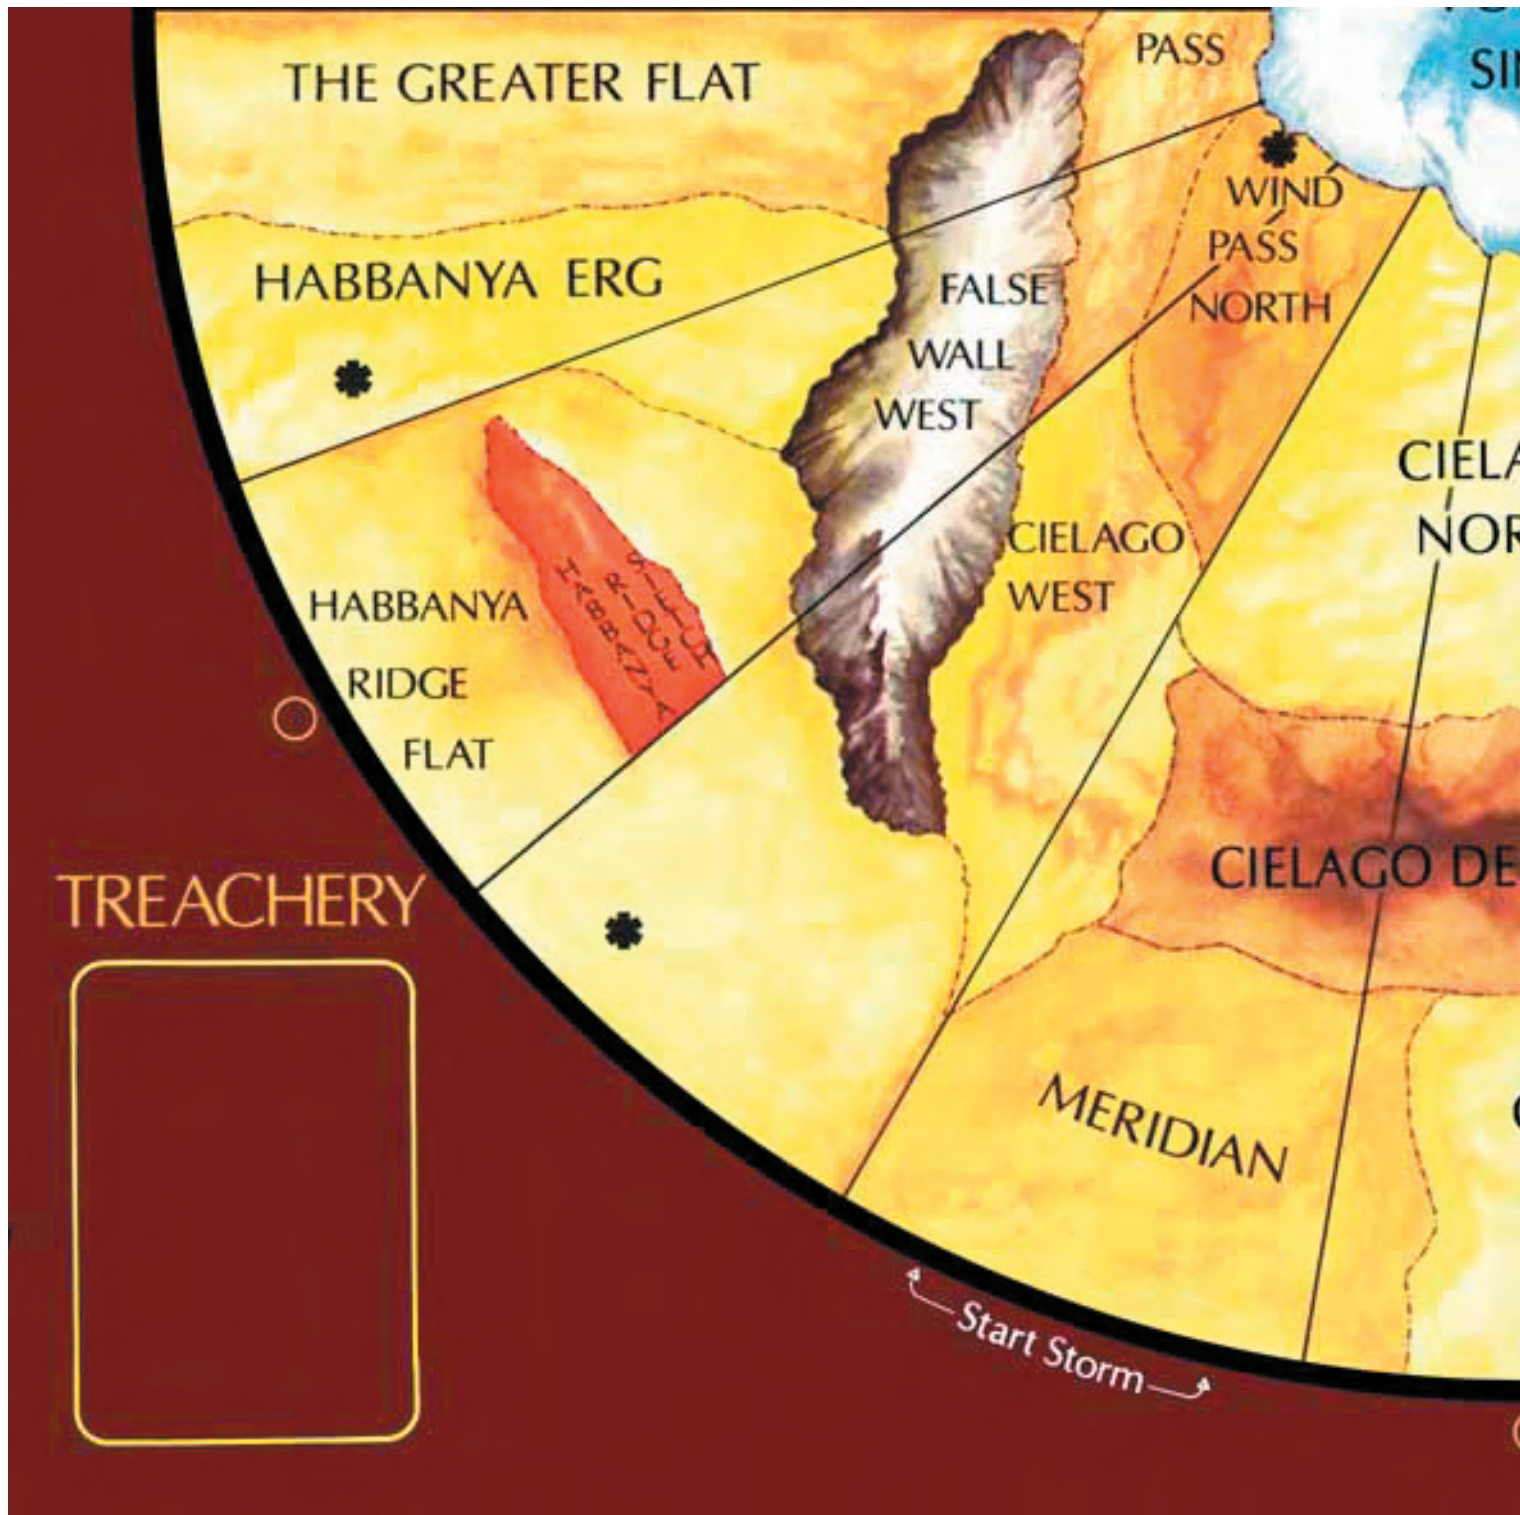 THE GREATER FLAT
PASS
WIND
PASS
NORTH
HABBANYA ERG
FALSE
WALL
WEST
CIELAGO
WEST
HABBANYA
RIDGE
SIETCH
HABBANYA
RIDGE
FLAT
TREACHERY
CIELAGO
MERIDIAN
Start Storm